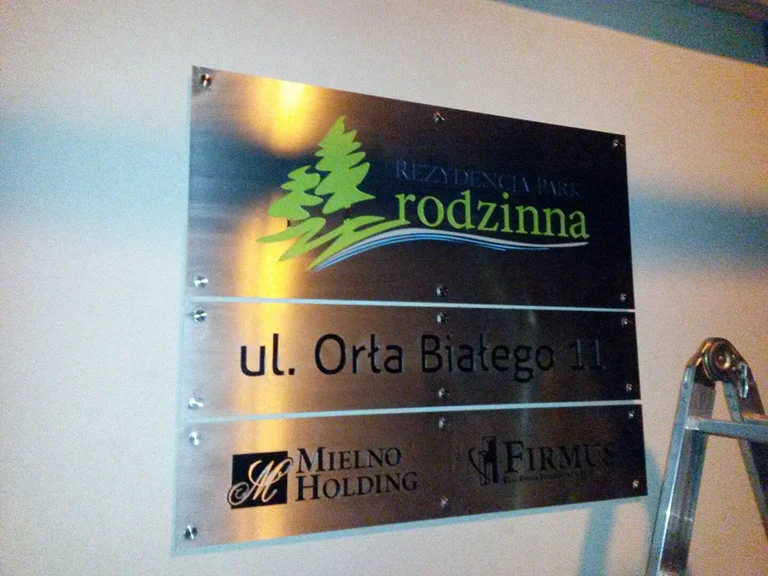 REZYDENCJA PARK
rodzinna
ul. Orła Białego 11
M
MIELNO
HOLDING
FIRMUS